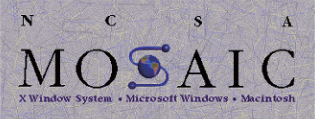 N C S A
MOSAIC
X Window System • Microsoft Windows • Macintosh